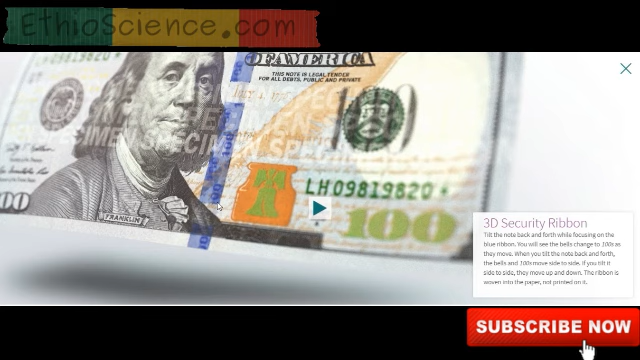 EthioScience.com
OF AMERICA
THIS NOTE IS LEGAL TENDER
FOR ALL DEBTS, PUBLIC AND PRIVATE
SPECIMEN
LH09819820 *
FRANKLIN
100
100
3D Security Ribbon
Tilt the note back and forth while focusing on the
blue ribbon. You will see the bells change to 100s as
they move. When you tilt the note back and forth,
the bells and 100s move side to side. If you tilt it
side to side, they move up and down. The ribbon is
woven into the paper, not printed on it.
SUBSCRIBE NOW